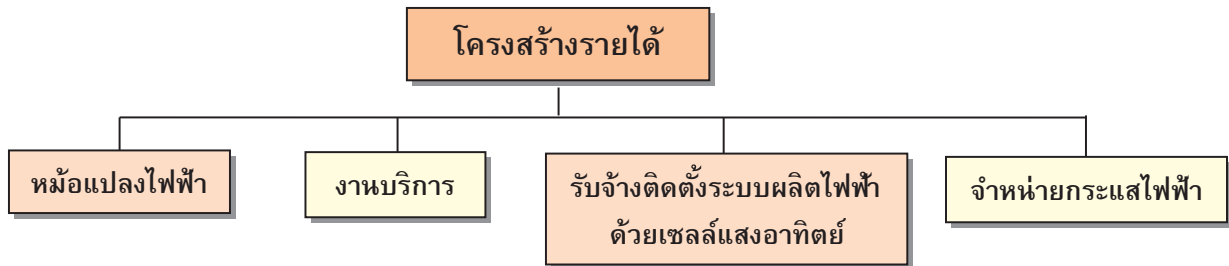 โครงสร้างรายได้
หม้อแปลงไฟฟ้า
งานบริการ
รับจ้างติดตั้งระบบผลิตไฟฟ้า
ด้วยเซลล์แสงอาทิตย์
จำหน่ายกระแสไฟฟ้า